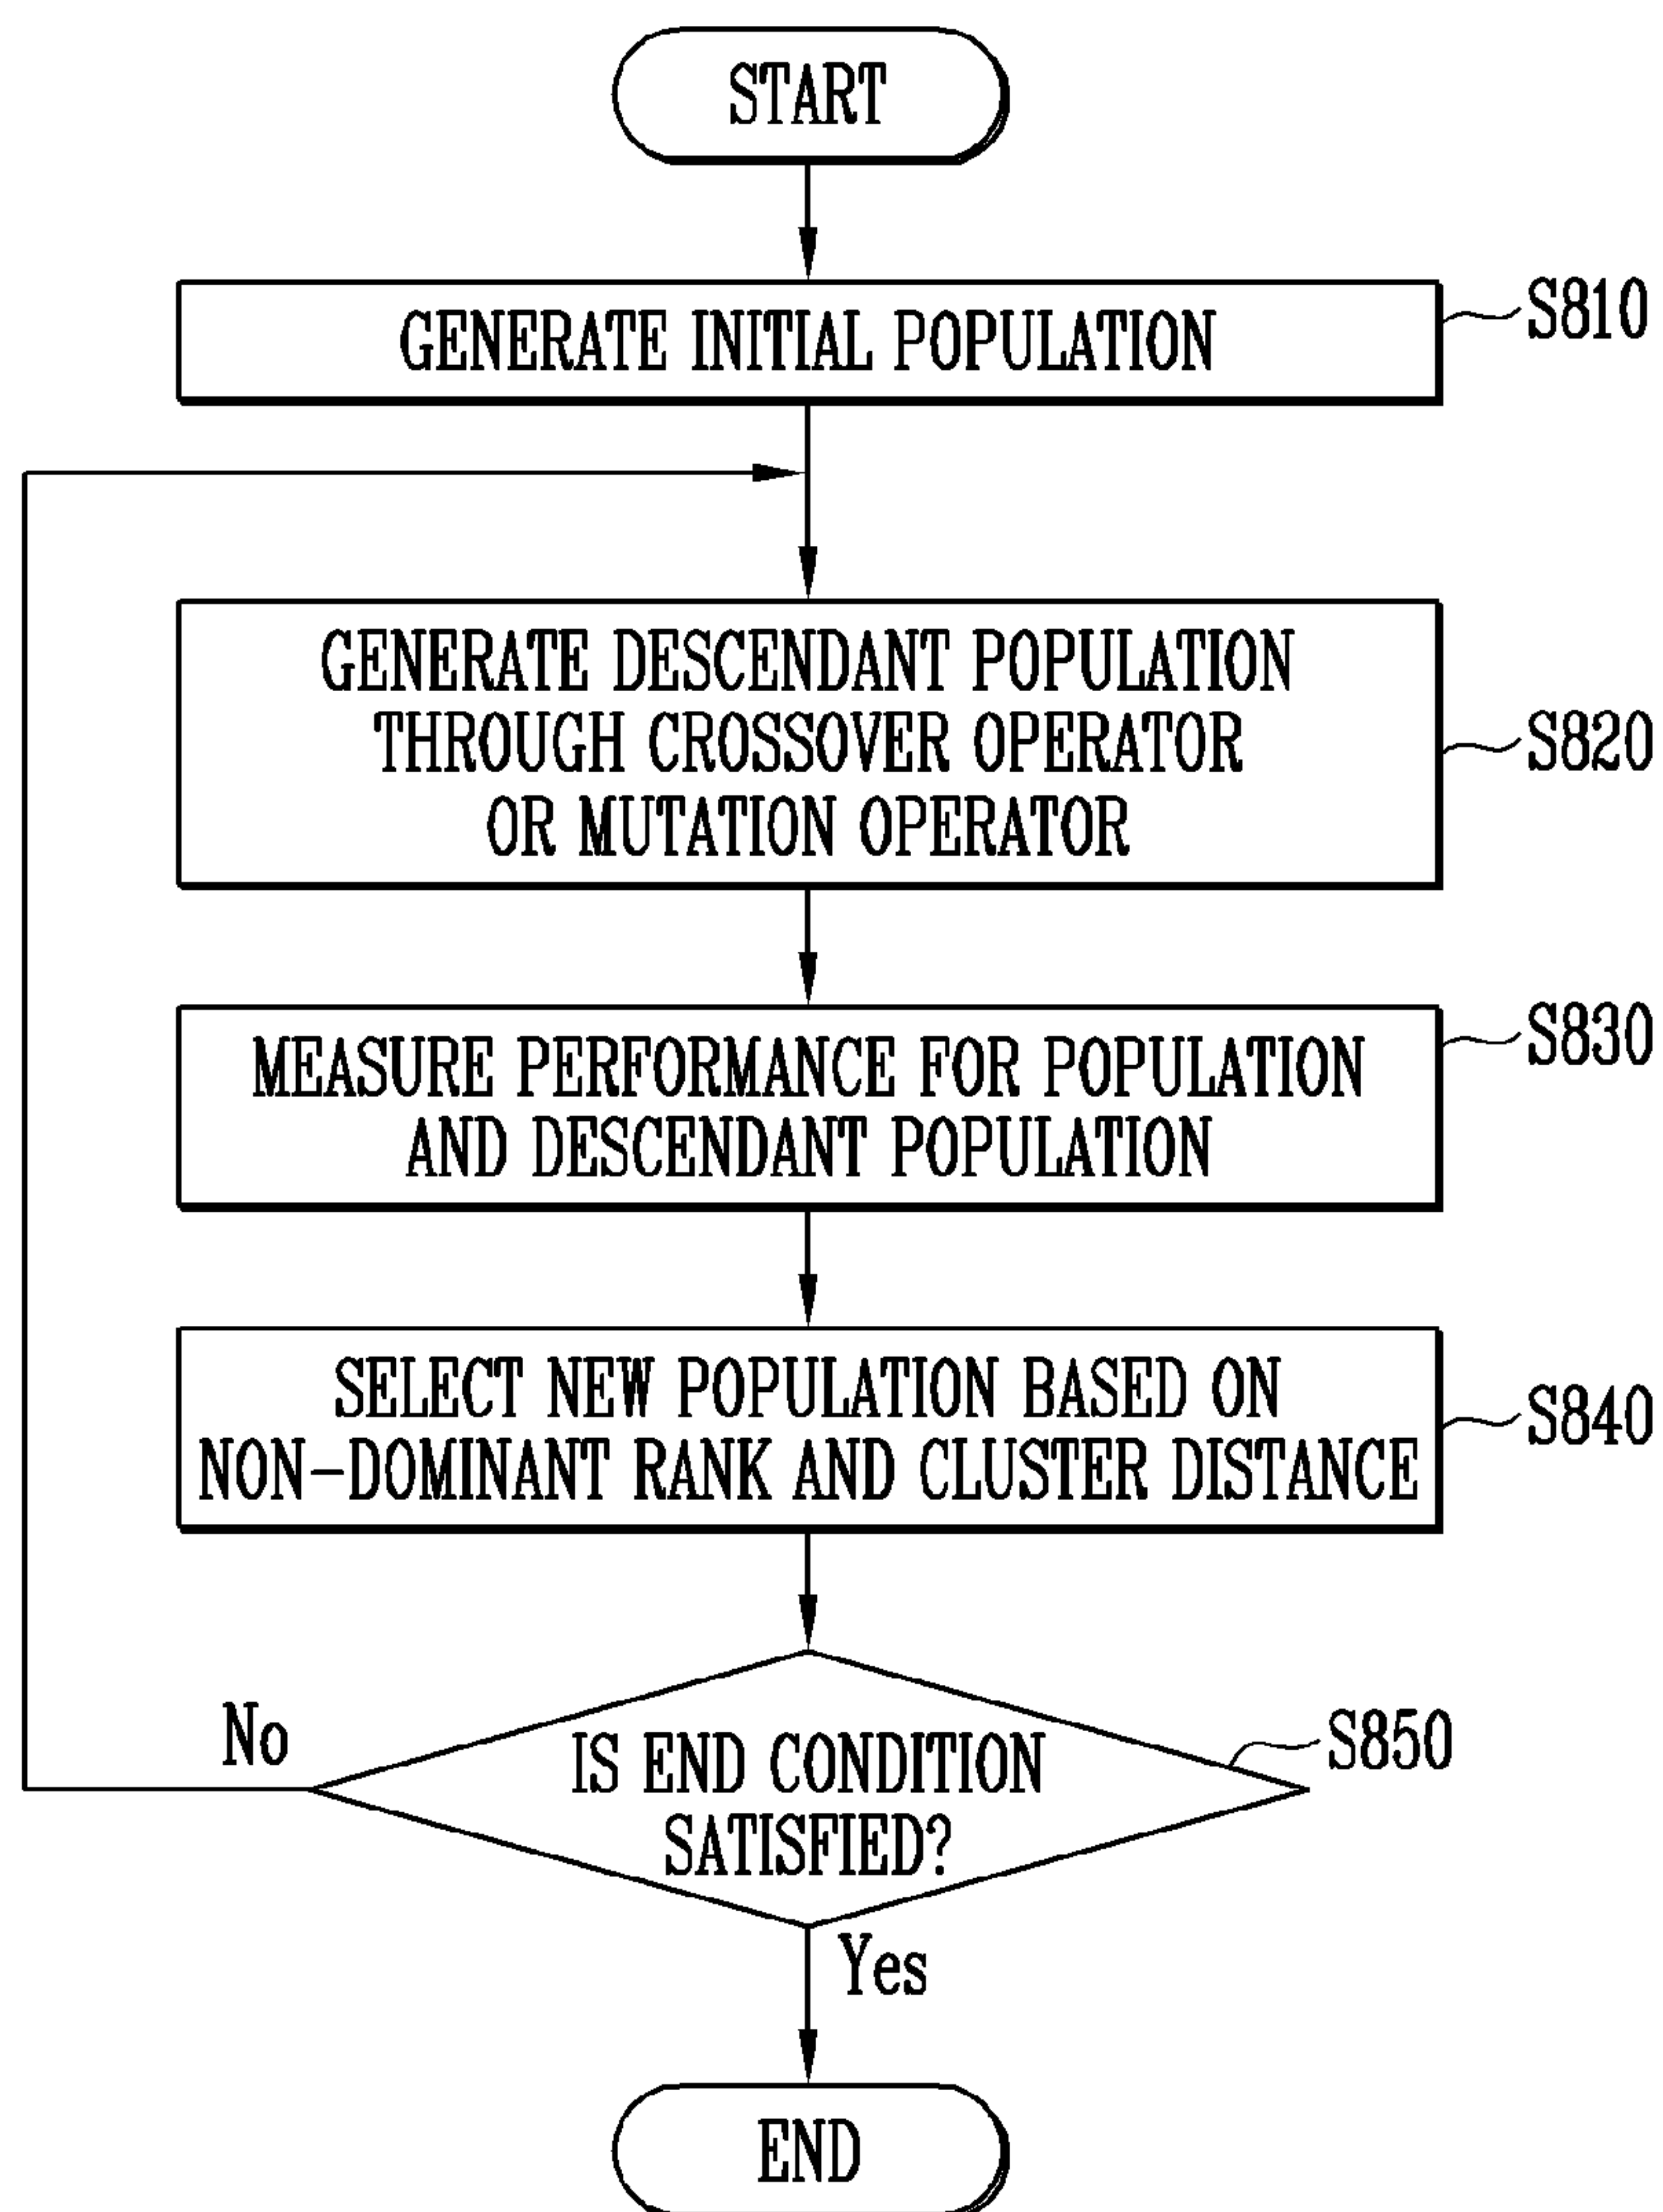 START
GENERATE INITIAL POPULATION
S810
GENERATE DESCENDANT POPULATION
THROUGH CROSSOVER OPERATOR
OR MUTATION OPERATOR
S820
MEASURE PERFORMANCE FOR POPULATION
AND DESCENDANT POPULATION
S830
SELECT NEW POPULATION BASED ON
NON-DOMINANT RANK AND CLUSTER DISTANCE
S840
No
IS END CONDITION
SATISFIED?
S850
Yes
END